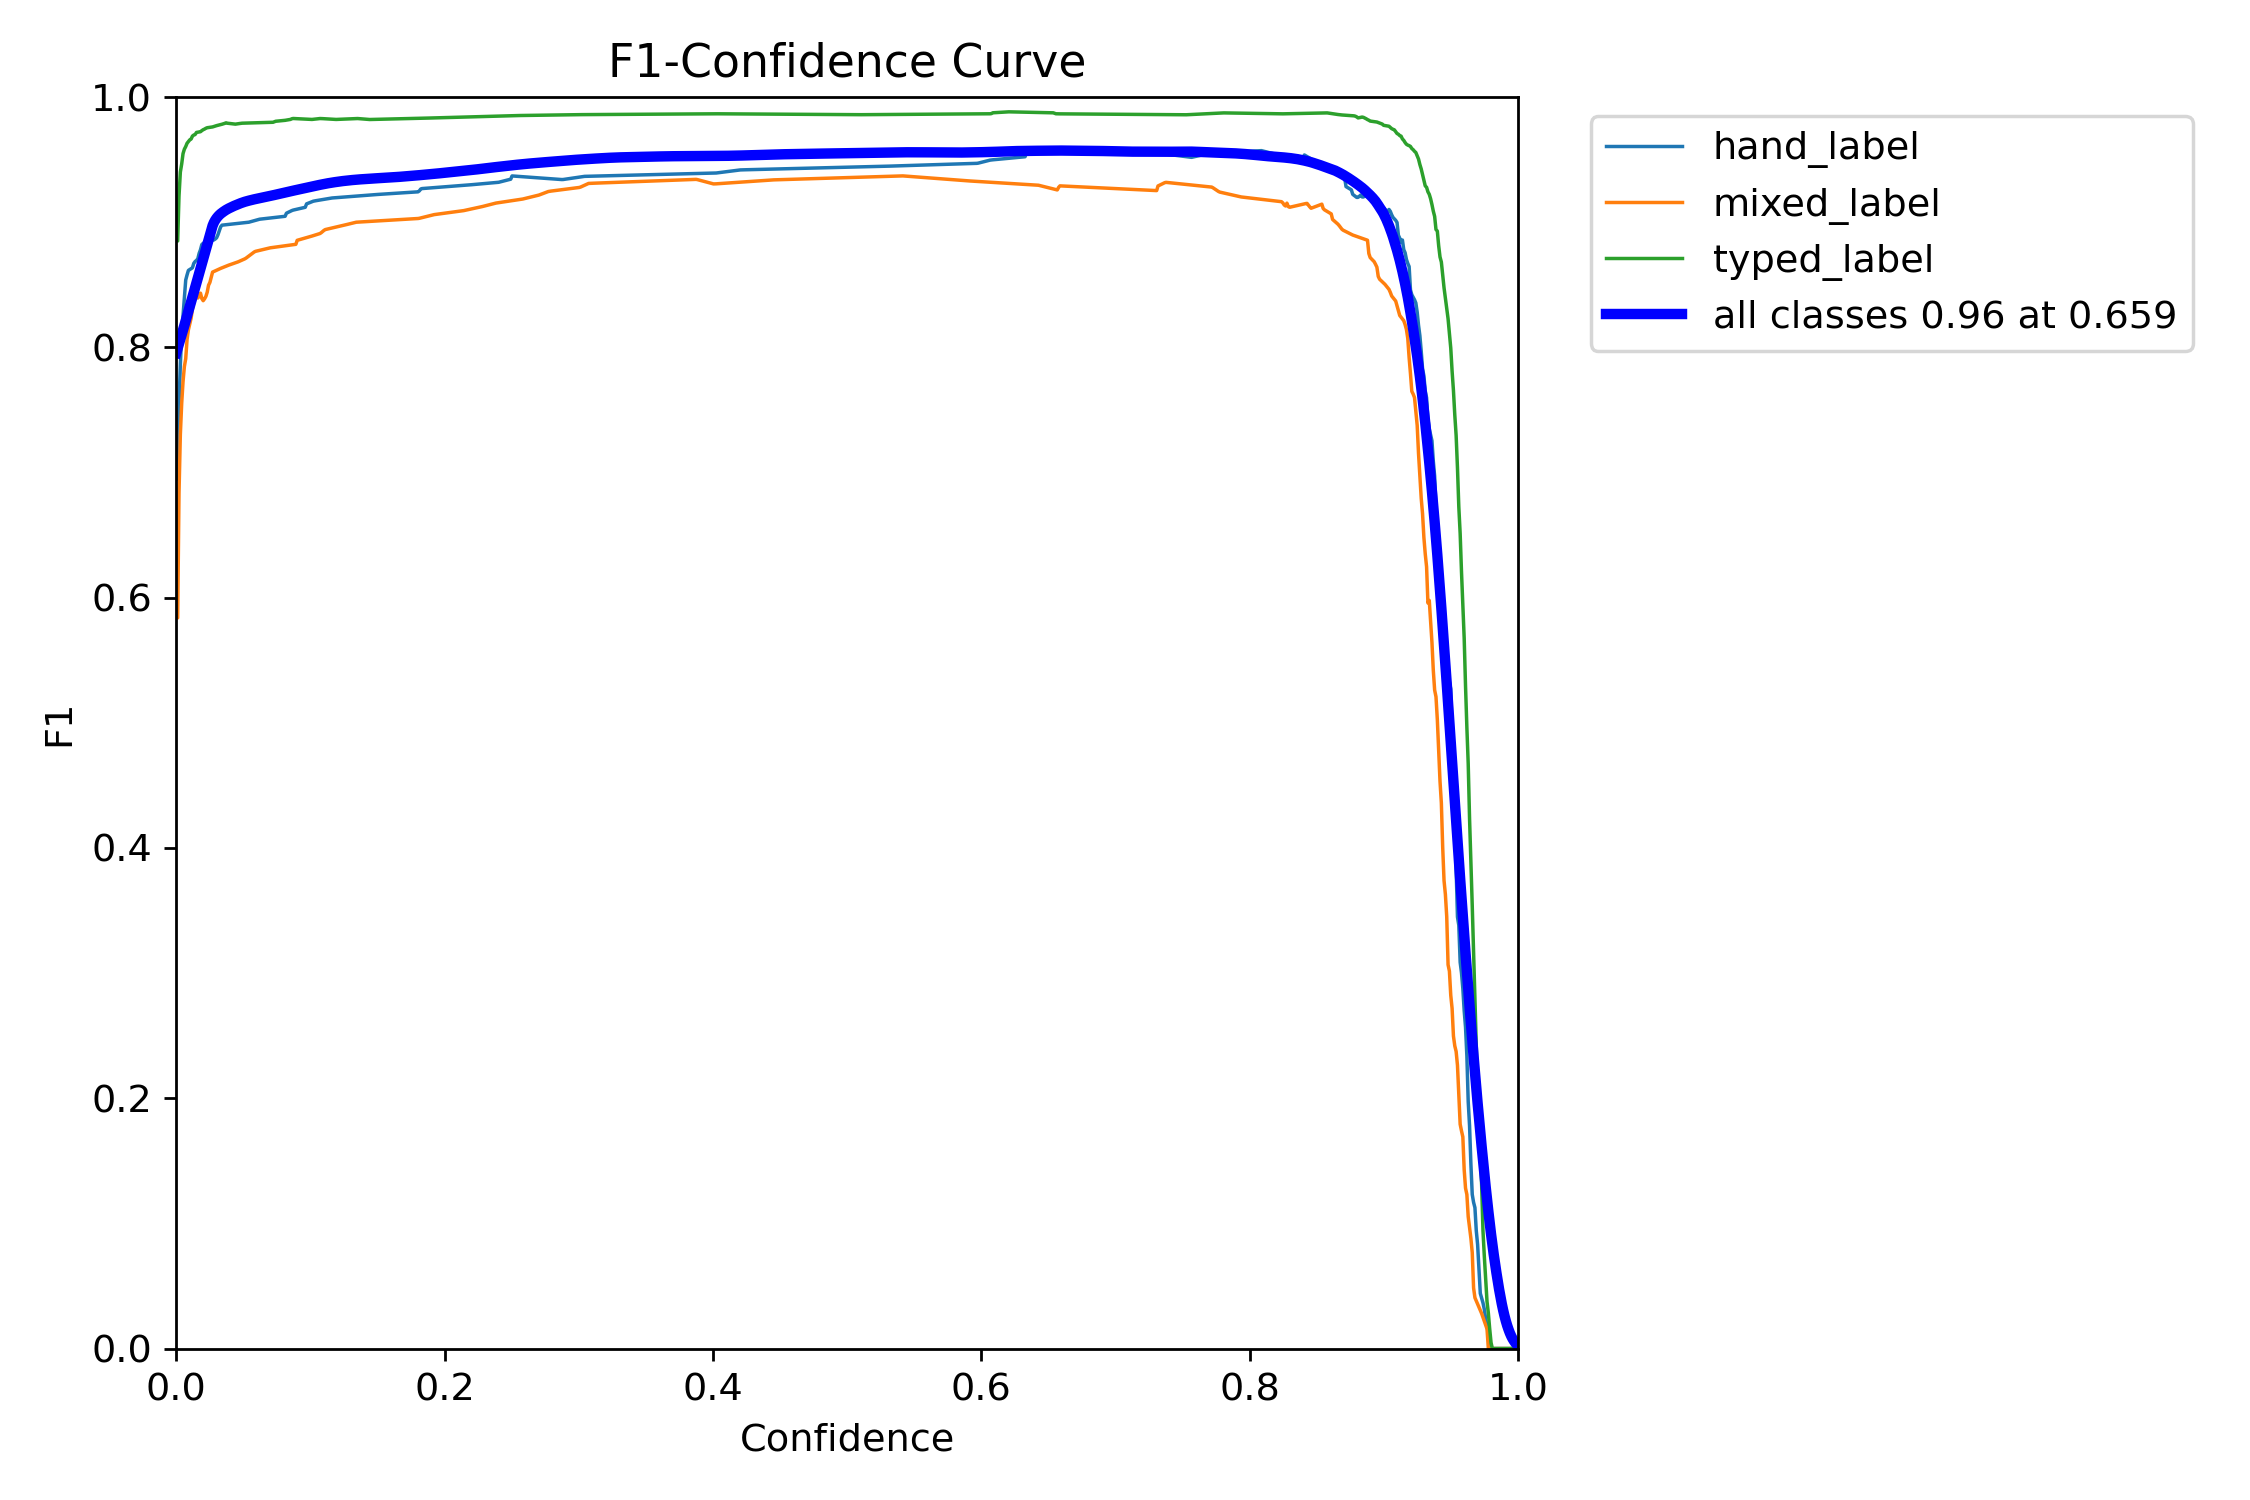 F1-Confidence Curve
1.0
0.8
0.6
0.4
0.2
0.0
F1
0.0 0.2 0.4 0.6 0.8 1.0
Confidence
hand_label
mixed_label
typed_label
all classes 0.96 at 0.659